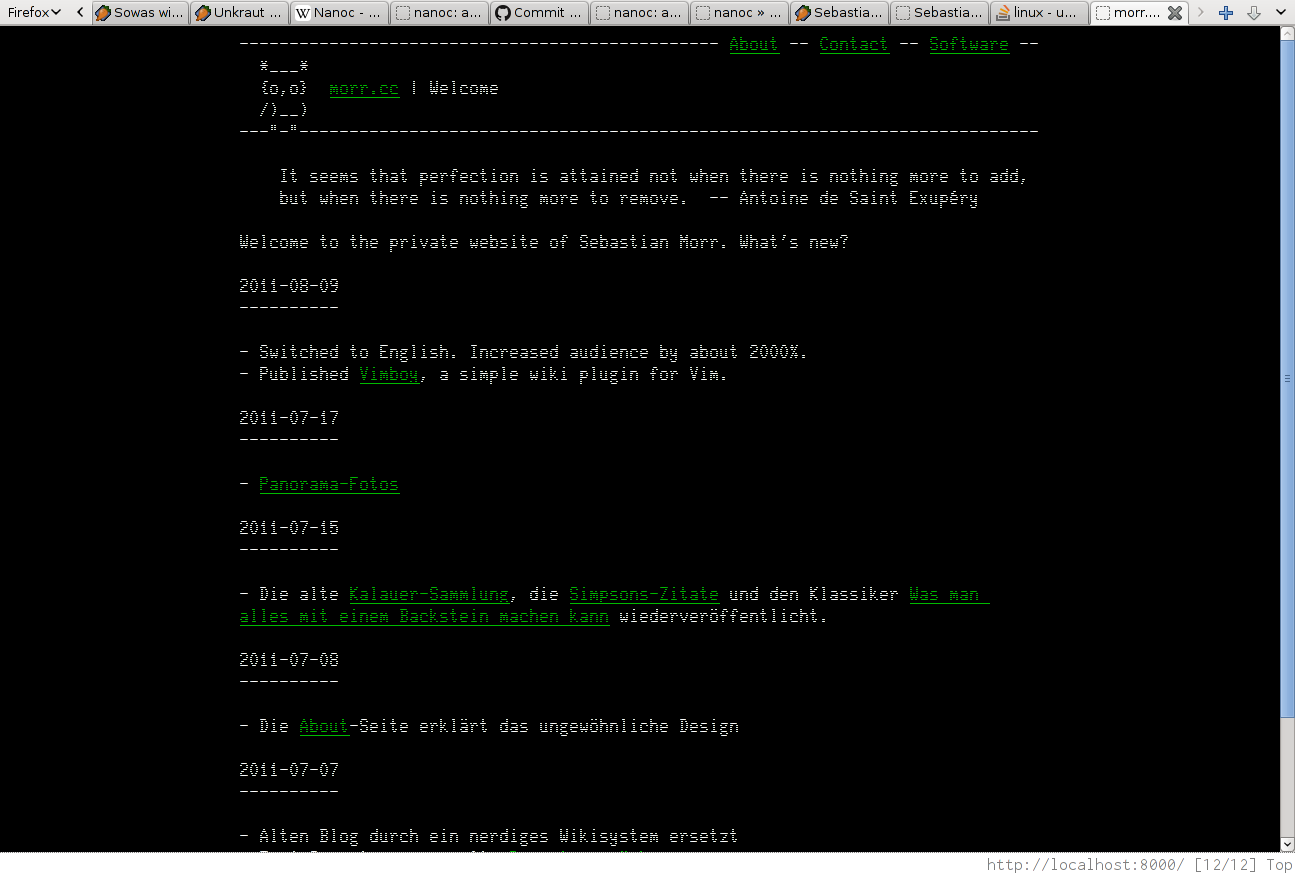 Firefox Sowas wi... Unkraut ... Nanoc - ... nanoc: a... Commit ... nanoc: a... nanoc » ... Sebastia... Sebastia... linux - u... morr....
----------------------------------------------- About -- Contact -- Software --
*___*
{o,o} morr.cc | Welcome
/)__)
---"-"--------------------------------------------------------------------------
It seems that perfection is attained not when there is nothing more to add,
but when there is nothing more to remove. -- Antoine de Saint Exupéry
Welcome to the private website of Sebastian Morr. What's new?
2011-08-09
----------
- Switched to English. Increased audience by about 2000%.
- Published Vimboy, a simple wiki plugin for Vim.
2011-07-17
----------
- Panorama-Fotos
2011-07-15
----------
- Die alte Kalauer-Sammlung, die Simpsons-Zitate und den Klassiker Was man
alles mit einem Backstein machen kann wiederveröffentlicht.
2011-07-08
----------
- Die About-Seite erklärt das ungewöhnliche Design
2011-07-07
----------
- Alten Blog durch ein nerdiges Wikisystem ersetzt
http://localhost:8000/ [12/12] Top